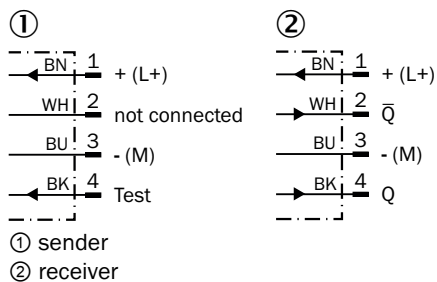 ① ②
BN 1 + (L+) BN 1 + (L+)
WH 2 not connected WH 2 Q̅
BU 3 - (M) BU 3 - (M)
BK 4 Test BK 4 Q
① sender
② receiver